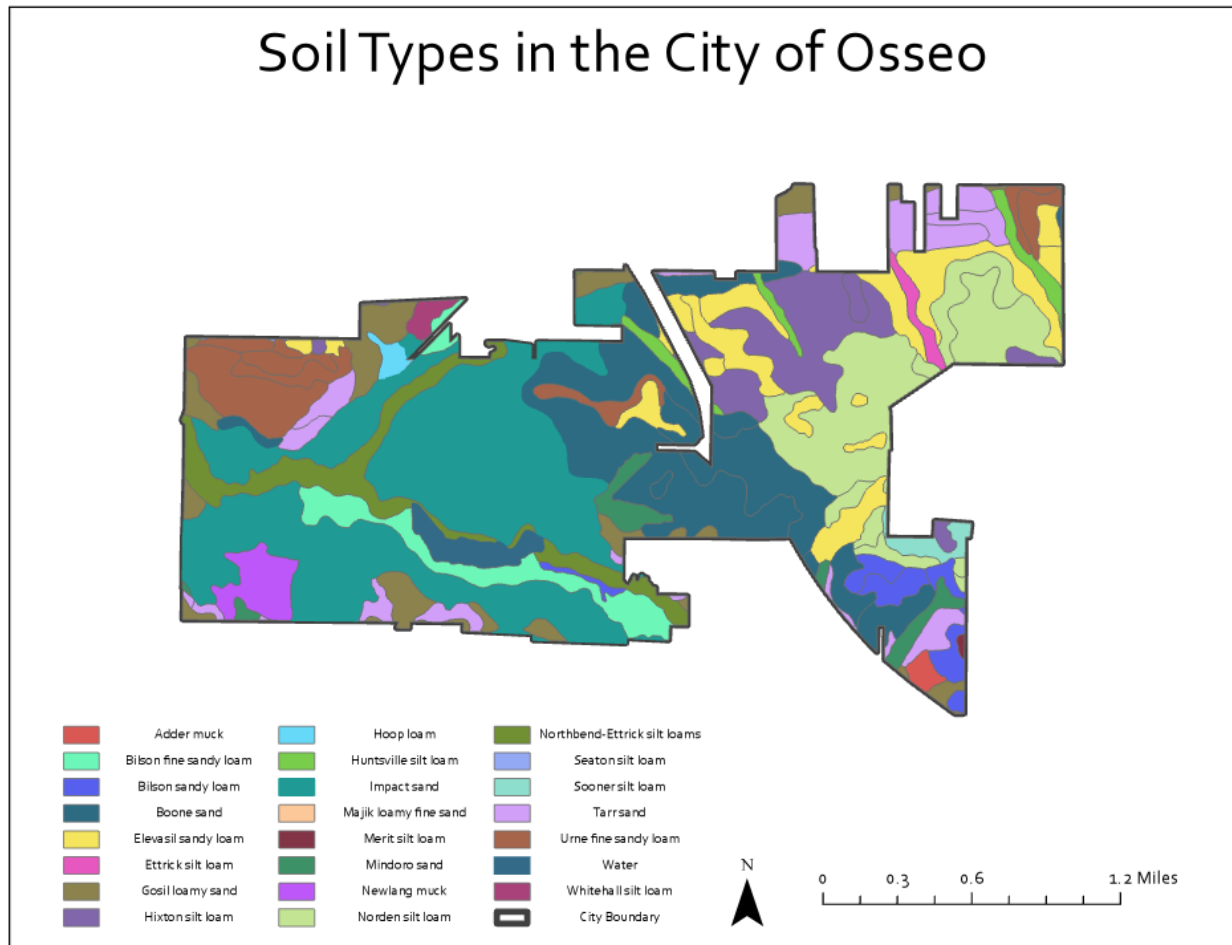 Soil Types in the City of Osseo
Adder muck
Bilson fine sandy loam
Bilson sandy loam
Boone sand
Elevasil sandy loam
Ettrick silt loam
Gosil loamy sand
Hixton silt loam
Hoop loam
Huntsville silt loam
Impact sand
Majik loamy fine sand
Merit silt loam
Mindoro sand
Newlang muck
Norden silt loam
Northbend-Ettrick silt loams
Seaton silt loam
Sooner silt loam
Tarr sand
Urne fine sandy loam
Water
Whitehall silt loam
City Boundary
N
0 0.3 0.6 1.2 Miles